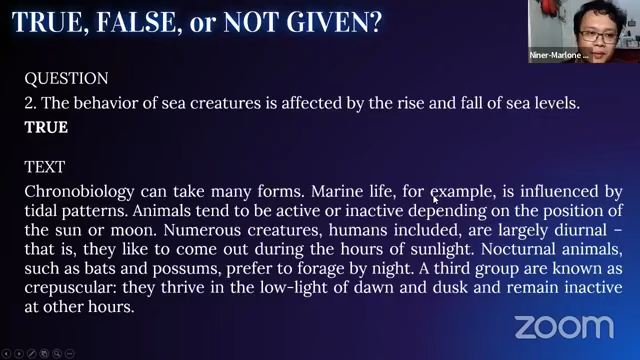 TRUE, FALSE, or NOT GIVEN?
Niner-Marlone ...
QUESTION
2. The behavior of sea creatures is affected by the rise and fall of sea levels.
TRUE
TEXT
Chronobiology can take many forms. Marine life, for example, is influenced by
tidal patterns. Animals tend to be active or inactive depending on the position of
the sun or moon. Numerous creatures, humans included, are largely diurnal –
that is, they like to come out during the hours of sunlight. Nocturnal animals,
such as bats and possums, prefer to forage by night. A third group are known as
crepuscular: they thrive in the low-light of dawn and dusk and remain inactive
at other hours.
zoom